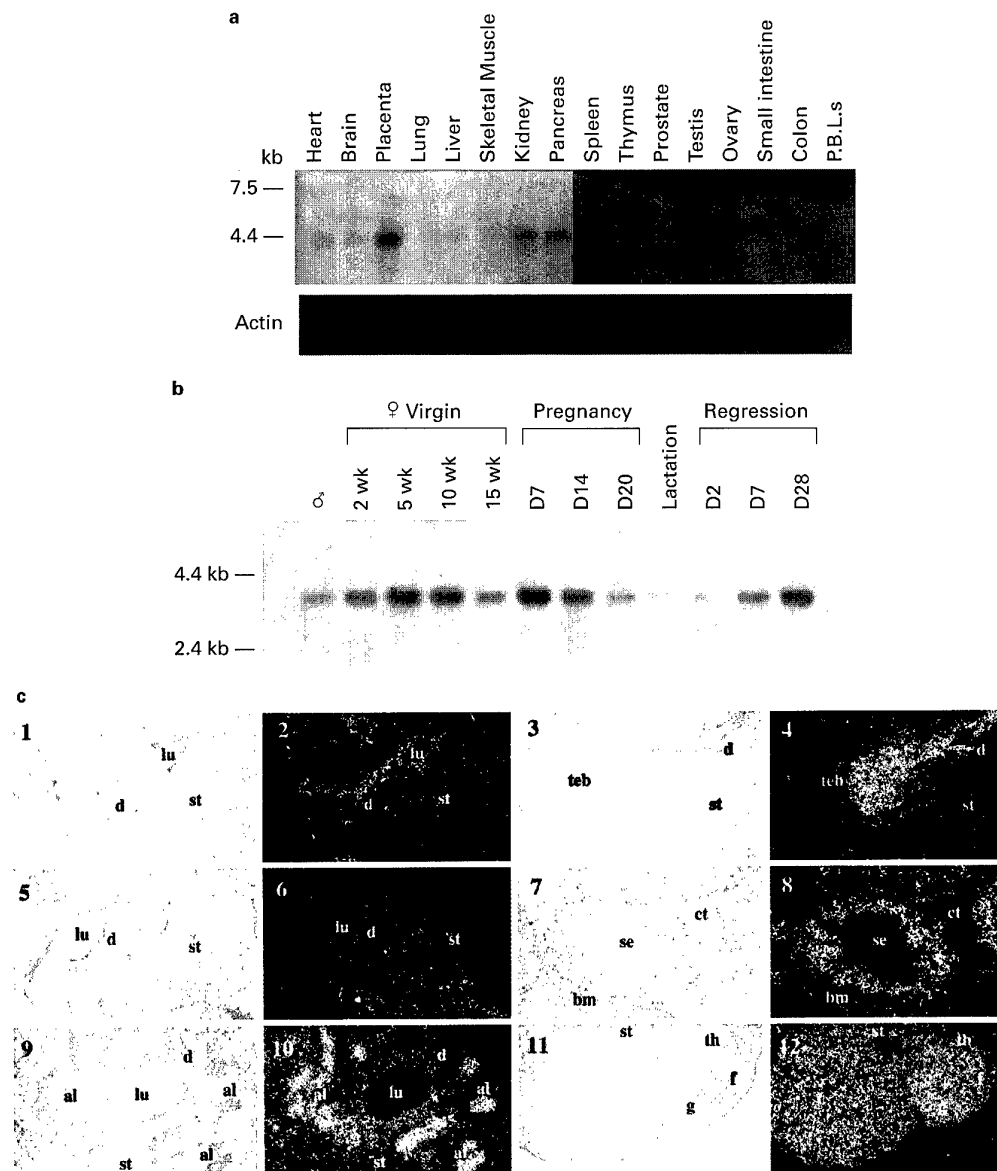 a
Heart Brain Placenta Lung Liver Skeletal Muscle Kidney Pancreas Spleen Thymus Prostate Testis Ovary Small intestine Colon P.B.L.s
kb
7.5
4.4
Actin
b
♀ Virgin Pregnancy Regression
♂ 2 wk 5 wk 10 wk 15 wk D7 D14 D20 Lactation D2 D7 D28
4.4 kb
2.4 kb
c
1 lu d st
2 lu d st
3 d teb st
4 d teb st
5 lu d st
6 lu d st
7 ct se bm
8 ct se bm
9 d al lu al st al
10 d al lu al st al
11 st th f g
12 st th f